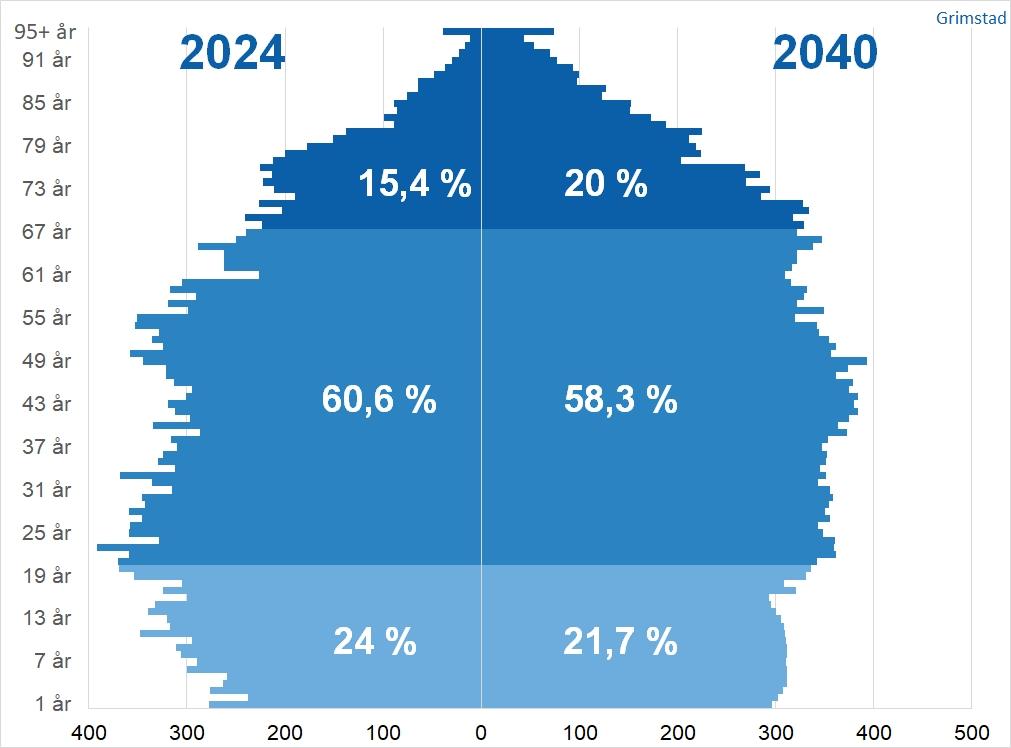 Grimstad
95+ år
2024
2040
91 år
85 år
79 år
15,4 %
20 %
73 år
67 år
61 år
55 år
49 år
60,6 %
58,3 %
43 år
37 år
31 år
25 år
19 år
13 år
24 %
21,7 %
7 år
1 år
400 300 200 100 0 100 200 300 400 500